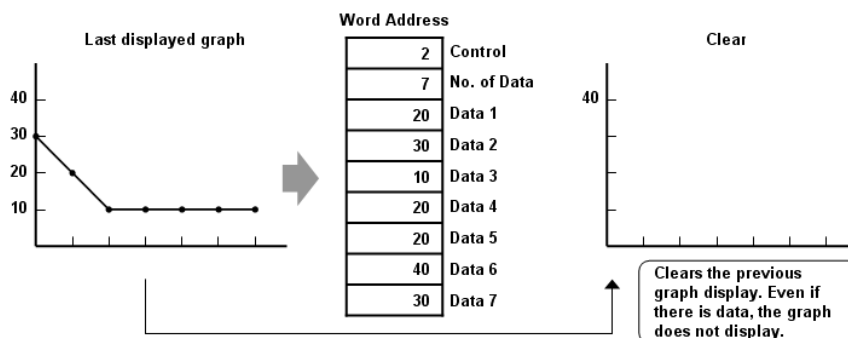 Word Address
Last displayed graph
Clear
2 Control
7 No. of Data
20 Data 1
30 Data 2
10 Data 3
20 Data 4
20 Data 5
40 Data 6
30 Data 7
40
30
20
10
40
Clears the previous
graph display. Even if
there is data, the graph
does not display.